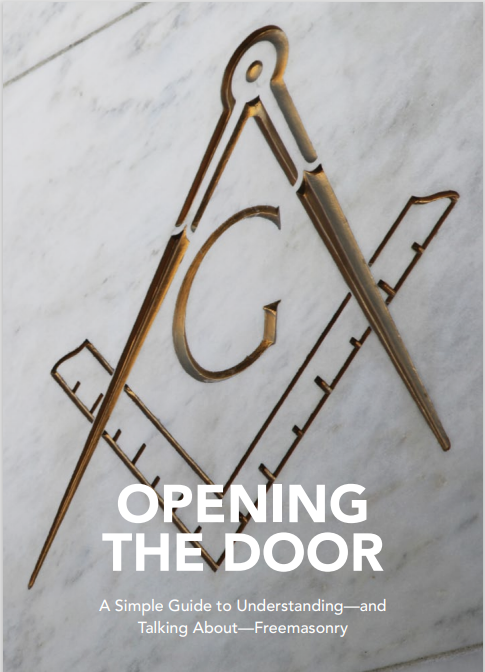 G
OPENING
THE DOOR
A Simple Guide to Understanding—and
Talking About—Freemasonry